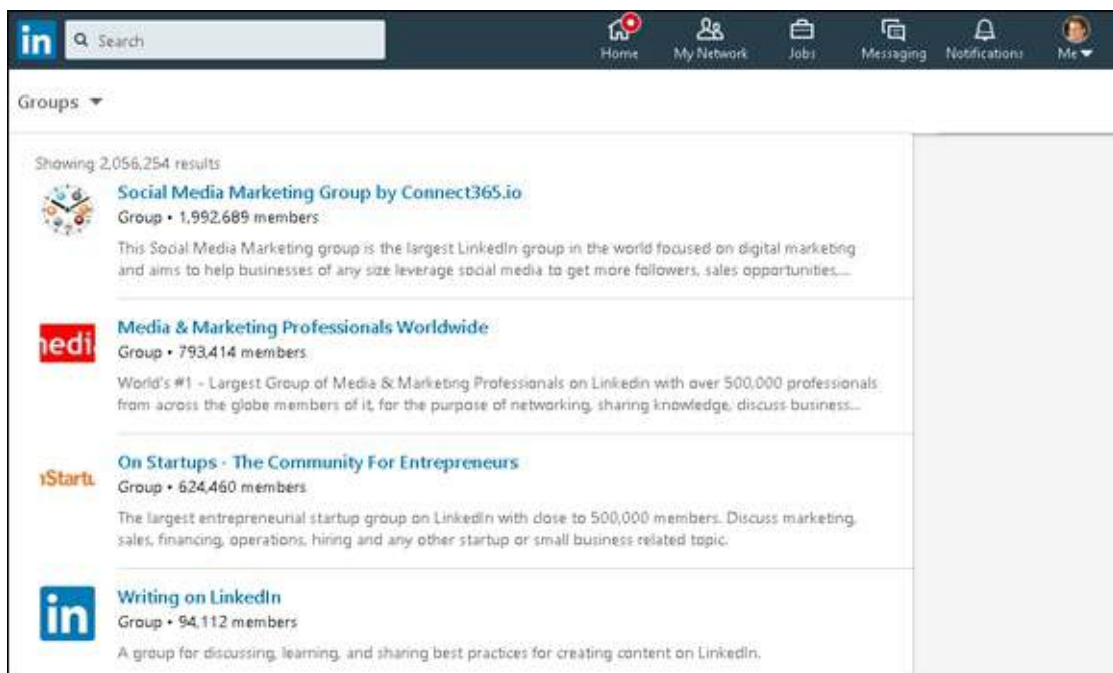 in
Search
Home
My Network
Jobs
Messaging
Notifications
Me
Groups
Showing 2,056,254 results
Social Media Marketing Group by Connect365.io
Group • 1,992,689 members
This Social Media Marketing group is the largest LinkedIn group in the world focused on digital marketing
and aims to help businesses of any size leverage social media to get more followers, sales opportunities,...
nedi
Media & Marketing Professionals Worldwide
Group • 793,414 members
World's #1 - Largest Group of Media & Marketing Professionals on Linkedin with over 500,000 professionals
from across the globe members of it, for the purpose of networking, sharing knowledge, discuss business...
nStartu
On Startups - The Community For Entrepreneurs
Group • 624,460 members
The largest entrepreneurial startup group on LinkedIn with close to 500,000 members. Discuss marketing,
sales, financing, operations, hiring and any other startup or small business related topic.
in
Writing on LinkedIn
Group • 94,112 members
A group for discussing, learning, and sharing best practices for creating content on LinkedIn.